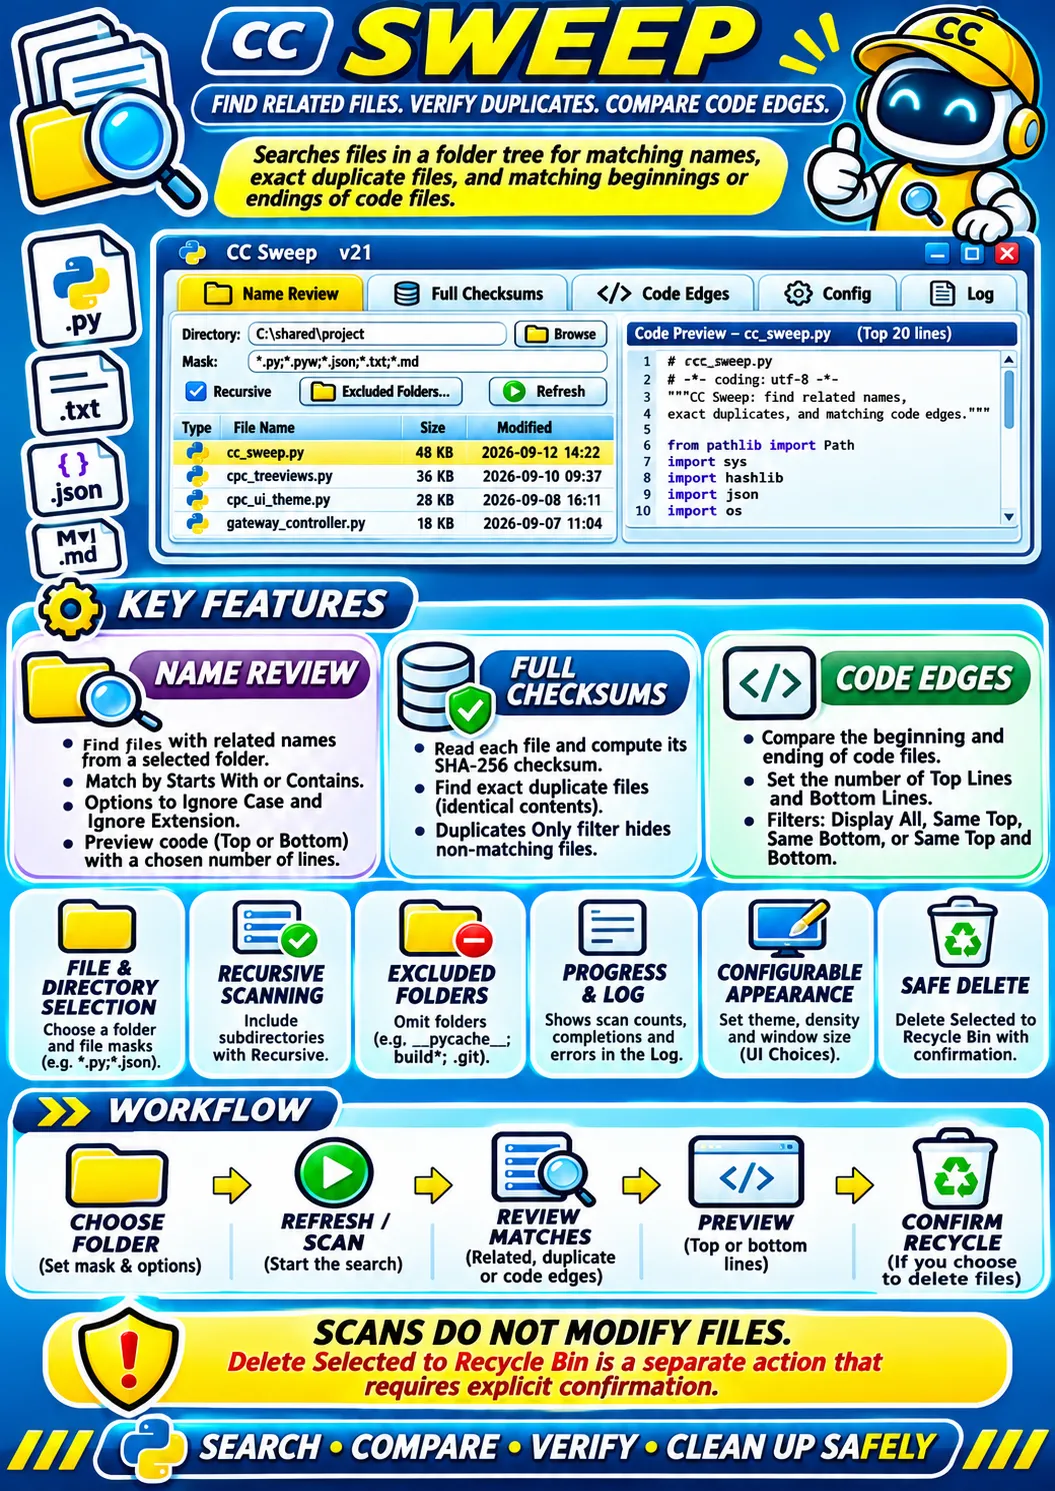 CC SWEEP
CC
FIND RELATED FILES. VERIFY DUPLICATES. COMPARE CODE EDGES.
Searches files in a folder tree for matching names,
exact duplicate files, and matching beginnings or
endings of code files.
.py
.txt
{ }
.json
M▼I
.md
CC Sweep v21
Name Review
Full Checksums
</> Code Edges
Config
Log
Directory: C:\shared\project
Browse
Mask: *.py;*.pyw;*.json;*.txt;*.md
Recursive
Excluded Folders...
Refresh
Type File Name Size Modified
cc_sweep.py 48 KB 2026-09-12 14:22
cpc_treeviews.py 36 KB 2026-09-10 09:37
cpc_ui_theme.py 28 KB 2026-09-08 16:11
gateway_controller.py 18 KB 2026-09-07 11:04
Code Preview – cc_sweep.py (Top 20 lines)
1 # ccc_sweep.py
2 # -*- coding: utf-8 -*-
3 """CC Sweep: find related names,
4 exact duplicates, and matching code edges."""
5
6 from pathlib import Path
7 import sys
8 import hashlib
9 import json
10 import os
KEY FEATURES
NAME REVIEW
• Find files with related names
from a selected folder.
• Match by Starts With or Contains.
• Options to Ignore Case and
Ignore Extension.
• Preview coode (Top or Bottom)
with a chosen number of lines.
FULL
CHECKSUMS
• Read each file and compute its
SHA-256 checksum.
• Find exact duplicate files
(identical contents).
• Duplicates Only filter hides
non-matching files.
</>
CODE EDGES
• Compare the beginning and
ending of code files.
• Set the number of Top Lines
and Bottom Lines.
• Filters: Display All, Same Top,
Same Bottom, or Same Top and
Bottom.
FILE &
DIRECTORY
SELECTION
Choose a folder
and file masks
(e.g. *.py;*.json).
RECURSIVE
SCANNING
Include
subdirectories
with Recursive.
EXCLUDED
FOLDERS
Omit folders
(e.g. __pycache__;
build*; .git).
PROGRESS
& LOG
Shows scan counts,
completions and
errors in the Log.
CONFIGURABLE
APPEARANCE
Set theme, density
and window size
(UI Choices).
SAFE DELETE
Delete Selected to
Recycle Bin with
confirmation.
WORKFLOW
CHOOSE
FOLDER
(Set mask & options)
REFRESH /
SCAN
(Start the search)
REVIEW
MATCHES
(Related, duplicate
or code edges)
</>
PREVIEW
(Top or bottom
lines)
CONFIRM
RECYCLE
(If you choose
to delete files)
!
SCANS DO NOT MODIFY FILES.
Delete Selected to Recycle Bin is a separate action that
requires explicit confirmation.
SEARCH • COMPARE • VERIFY • CLEAN UP SAFELY